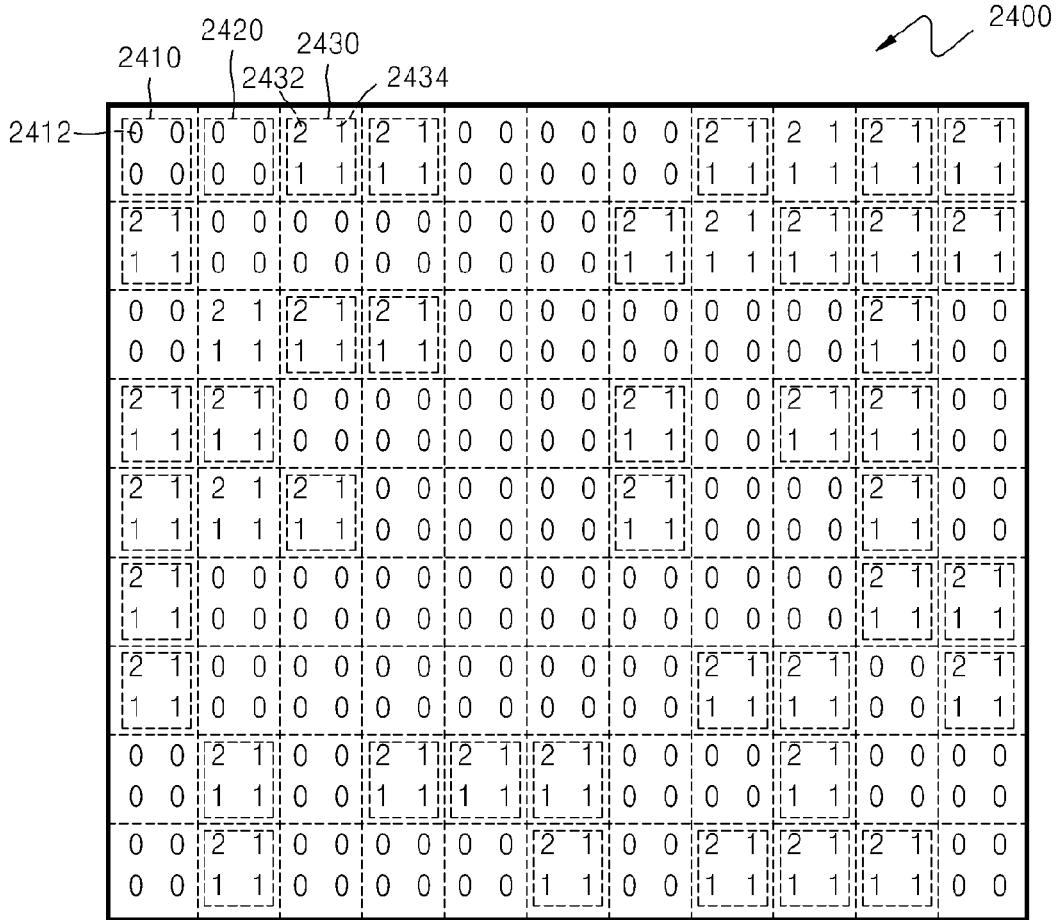 2400
2420
2410 2430
2432 2434
2412
0 0 0 0 2 1 2 1 0 0 0 0 0 0 2 1 2 1 2 1 2 1
0 0 0 0 1 1 1 1 0 0 0 0 0 0 1 1 1 1 1 1 1 1
2 1 0 0 0 0 0 0 0 0 0 0 2 1 2 1 2 1 2 1 2 1
1 1 0 0 0 0 0 0 0 0 0 0 1 1 1 1 1 1 1 1 1 1
0 0 2 1 2 1 2 1 0 0 0 0 0 0 0 0 0 0 2 1 0 0
0 0 1 1 1 1 1 1 0 0 0 0 0 0 0 0 0 0 1 1 0 0
2 1 2 1 0 0 0 0 0 0 0 0 2 1 0 0 2 1 2 1 0 0
1 1 1 1 0 0 0 0 0 0 0 0 1 1 0 0 1 1 1 1 0 0
2 1 2 1 2 1 0 0 0 0 0 0 2 1 0 0 0 0 2 1 0 0
1 1 1 1 1 1 0 0 0 0 0 0 1 1 0 0 0 0 1 1 0 0
2 1 0 0 0 0 0 0 0 0 0 0 0 0 0 0 0 0 2 1 2 1
1 1 0 0 0 0 0 0 0 0 0 0 0 0 0 0 0 0 1 1 1 1
2 1 0 0 0 0 0 0 0 0 0 0 0 0 2 1 2 1 0 0 2 1
1 1 0 0 0 0 0 0 0 0 0 0 0 0 1 1 1 1 0 0 1 1
0 0 2 1 0 0 2 1 2 1 2 1 0 0 0 0 2 1 0 0 0 0
0 0 1 1 0 0 1 1 1 1 1 1 0 0 0 0 1 1 0 0 0 0
0 0 2 1 0 0 0 0 0 0 2 1 0 0 2 1 2 1 2 1 0 0
0 0 1 1 0 0 0 0 0 0 1 1 0 0 1 1 1 1 1 1 0 0